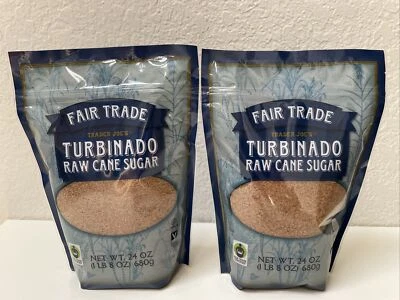 FAIR TRADE
TRADER JOE'S
TURBINADO
RAW CANE SUGAR
NET WT. 24 OZ
(1 LB 8 OZ) 680g
FAIR TRADE
TRADER JOE'S
TURBINADO
RAW CANE SUGAR
NET WT. 24 OZ
(1 LB 8 OZ) 680g